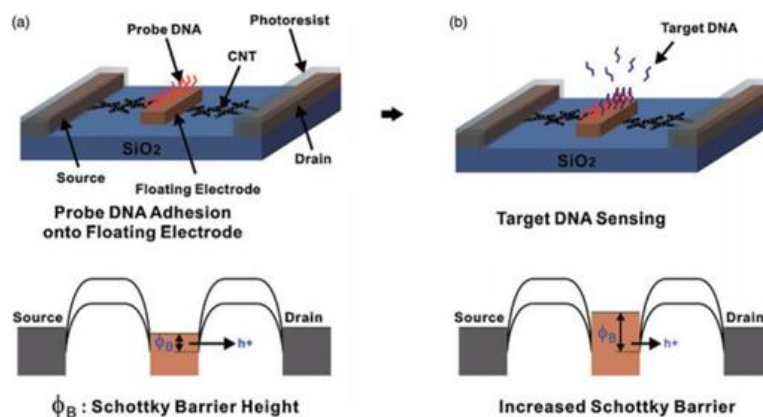 (a)
Probe DNA
Photoresist
CNT
SiO₂
Source
Drain
Floating Electrode
Probe DNA Adhesion
onto Floating Electrode
Source
Drain
ϕB
h+
ϕB : Schottky Barrier Height
(b)
Target DNA
SiO₂
Target DNA Sensing
Source
Drain
ϕB
h+
Increased Schottky Barrier